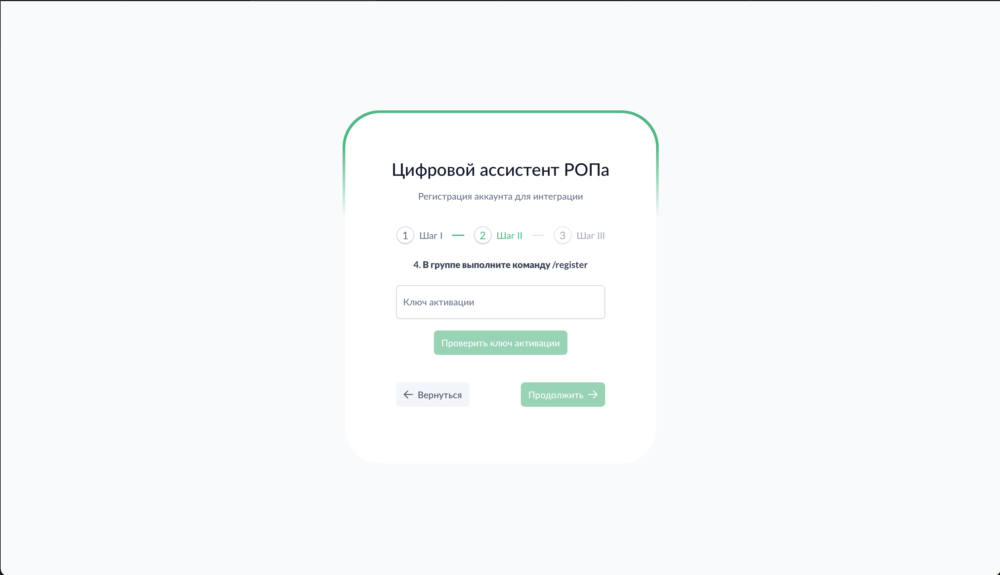 Цифровой ассистент РОПа
Регистрация аккаунта для интеграции
1 Шаг I 2 Шаг II 3 Шаг III
4. В группе выполните команду /register
Ключ активации
Проверить ключ активации
Вернуться Продолжить